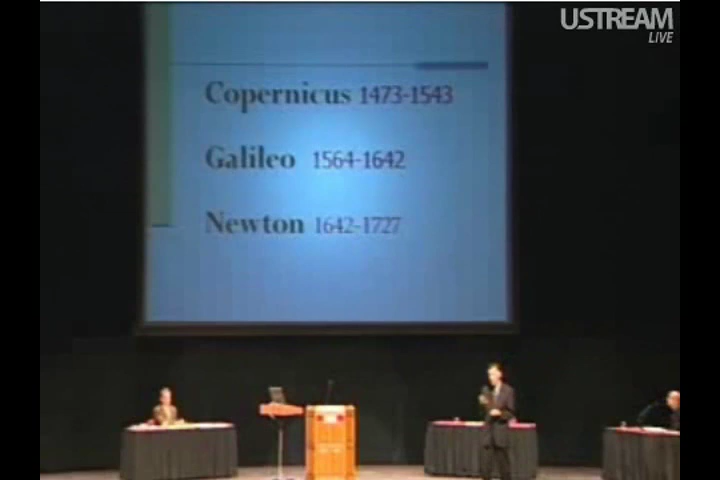 USTREAM
LIVE
Copernicus 1473-1543
Galileo 1564-1642
Newton 1642-1727